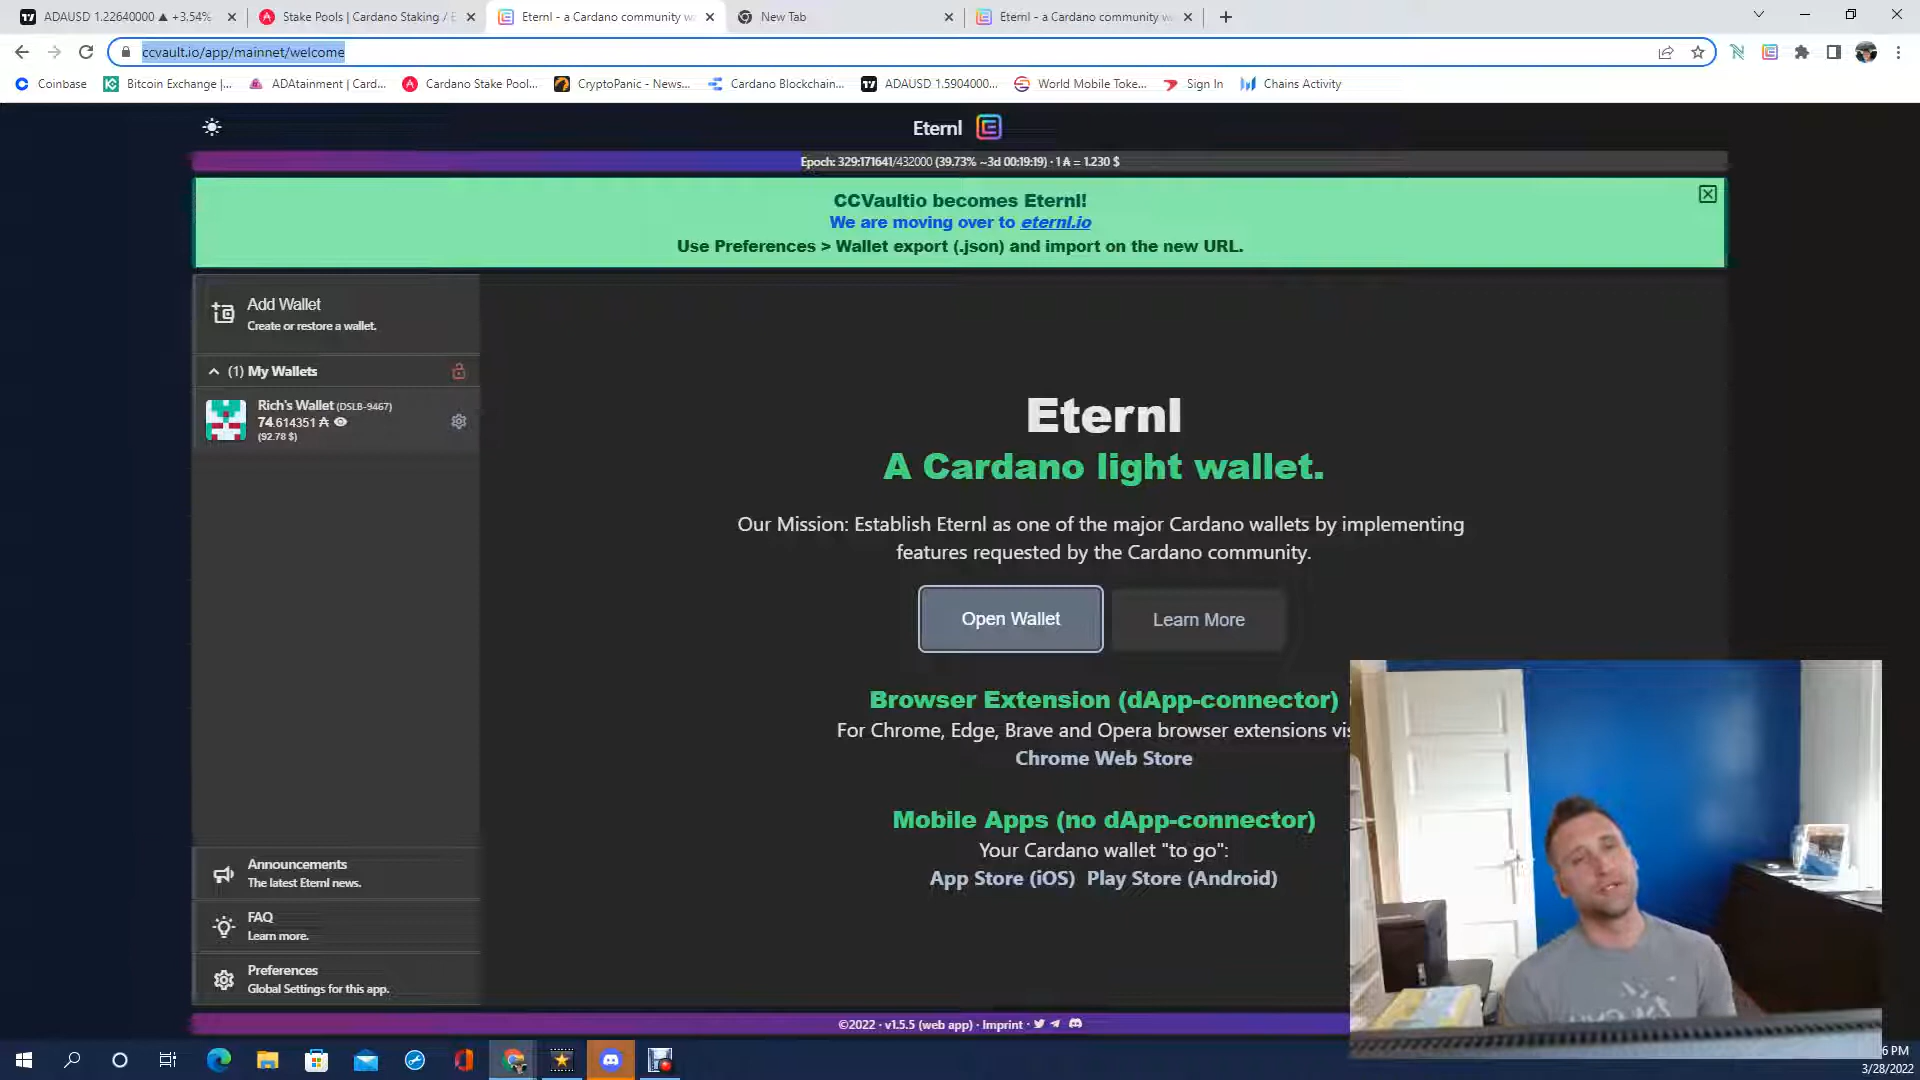 ADAUSD 1.22640000 ▲ +3.54%
Stake Pools | Cardano Staking / E
Eternl - a Cardano community w
New Tab
Eternl - a Cardano community w
ccvault.io/app/mainnet/welcome
Coinbase
Bitcoin Exchange |...
ADAtainment | Card...
Cardano Stake Pool...
CryptoPanic - News...
Cardano Blockchain...
ADAUSD 1.5904000...
World Mobile Toke...
Sign In
Chains Activity
Eternl
Epoch: 329:171641/432000 (39.73% ~3d 00:19:19) · 1 ₳ = 1.230 $
CCVaultio becomes Eternl!
We are moving over to eternl.io
Use Preferences > Wallet export (.json) and import on the new URL.
Add Wallet
Create or restore a wallet.
(1) My Wallets
Rich's Wallet (DSLB-9467)
74.614351 ₳
(92.78 $)
Eternl
A Cardano light wallet.
Our Mission: Establish Eternl as one of the major Cardano wallets by implementing
features requested by the Cardano community.
Open Wallet
Learn More
Browser Extension (dApp-connector)
For Chrome, Edge, Brave and Opera browser extensions vis
Chrome Web Store
Mobile Apps (no dApp-connector)
Your Cardano wallet "to go":
App Store (iOS) Play Store (Android)
Announcements
The latest Eternl news.
FAQ
Learn more.
Preferences
Global Settings for this app.
©2022 · v1.5.5 (web app) · Imprint ·
6 PM
3/28/2022